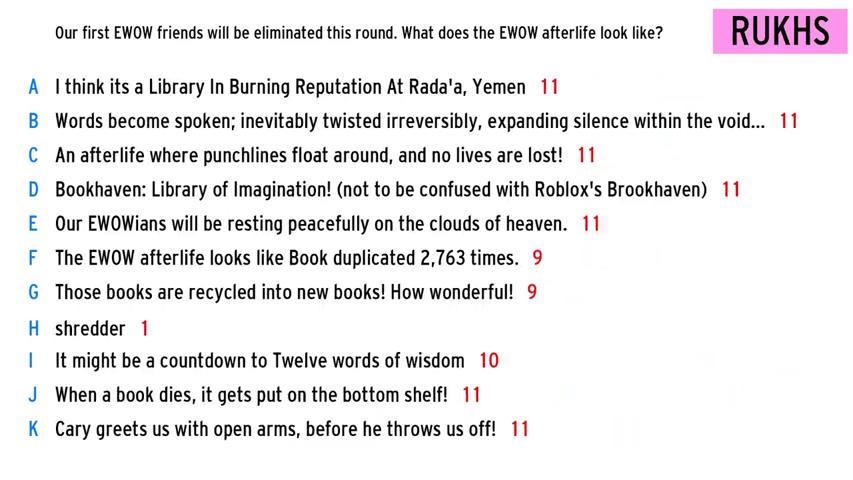 Our first EWOW friends will be eliminated this round. What does the EWOW afterlife look like?
RUKHS
A I think its a Library In Burning Reputation At Rada'a, Yemen 11
B Words become spoken; inevitably twisted irreversibly, expanding silence within the void... 11
C An afterlife where punchlines float around, and no lives are lost! 11
D Bookhaven: Library of Imagination! (not to be confused with Roblox's Brookhaven) 11
E Our EWOWians will be resting peacefully on the clouds of heaven. 11
F The EWOW afterlife looks like Book duplicated 2,763 times. 9
G Those books are recycled into new books! How wonderful! 9
H shredder 1
I It might be a countdown to Twelve words of wisdom 10
J When a book dies, it gets put on the bottom shelf! 11
K Cary greets us with open arms, before he throws us off! 11